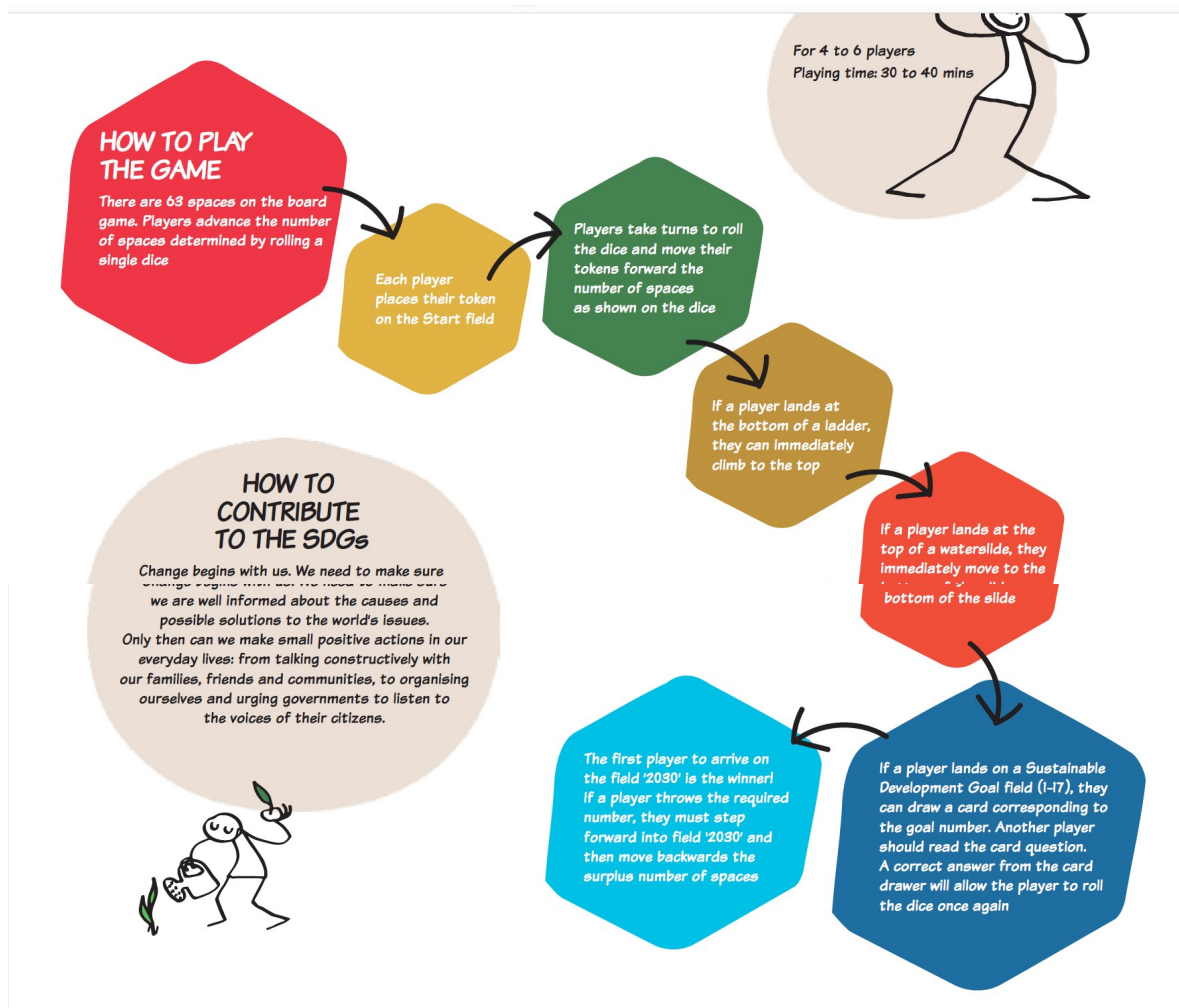 For 4 to 6 players
Playing time: 30 to 40 mins
HOW TO PLAY
THE GAME
There are 63 spaces on the board
game. Players advance the number
of spaces determined by rolling a
single dice
Each player
places their token
on the Start field
Players take turns to roll
the dice and move their
tokens forward the
number of spaces
as shown on the dice
If a player lands at
the bottom of a ladder,
they can immediately
climb to the top
If a player lands at the
top of a waterslide, they
immediately move to the
bottom of the slide
If a player lands on a Sustainable
Development Goal field (1-17), they
can draw a card corresponding to
the goal number. Another player
should read the card question.
A correct answer from the card
drawer will allow the player to roll
the dice once again
The first player to arrive on
the field '2030' is the winner!
If a player throws the required
number, they must step
forward into field '2030' and
then move backwards the
surplus number of spaces
HOW TO
CONTRIBUTE
TO THE SDGs
Change begins with us. We need to make sure
we are well informed about the causes and
possible solutions to the world's issues.
Only then can we make small positive actions in our
everyday lives: from talking constructively with
our families, friends and communities, to organising
ourselves and urging governments to listen to
the voices of their citizens.